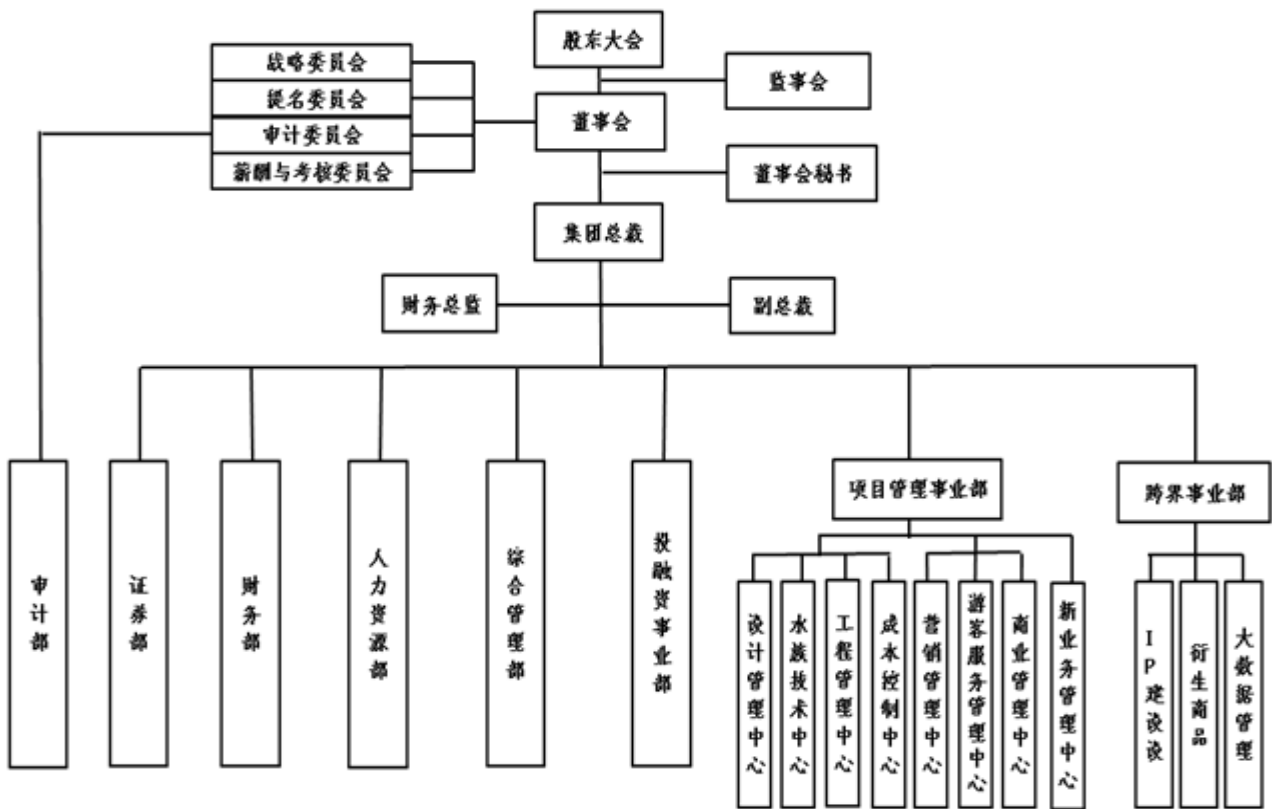 股东大会
战略委员会
监事会
提名委员会
董事会
审计委员会
薪酬与考核委员会
董事会秘书
集团总裁
财务总监
副总裁
项目管理事业部
跨界事业部
审计部
证券部
财务部
人力资源部
综合管理部
投融资事业部
设计管理中心
水族技术中心
工程管理中心
成本控制中心
营销管理中心
游客服务管理中心
商业管理中心
新业务管理中心
IP建设设
衍生商品
大数据管理